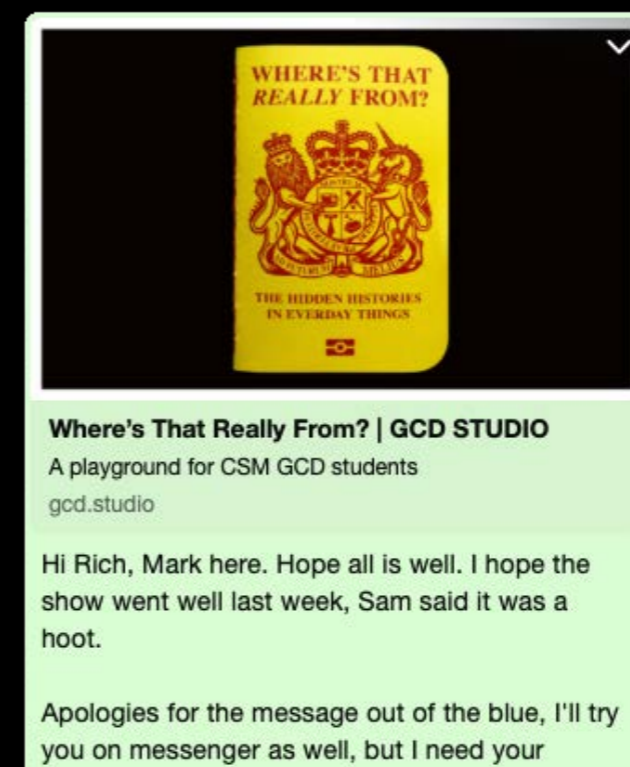 WHERE'S THAT
REALLY FROM?
THE HIDDEN HISTORIES
IN EVERDAY THINGS
Where's That Really From? | GCD STUDIO
A playground for CSM GCD students
gcd.studio
Hi Rich, Mark here. Hope all is well. I hope the
show went well last week, Sam said it was a
hoot.
Apologies for the message out of the blue, I'll try
you on messenger as well, but I need your